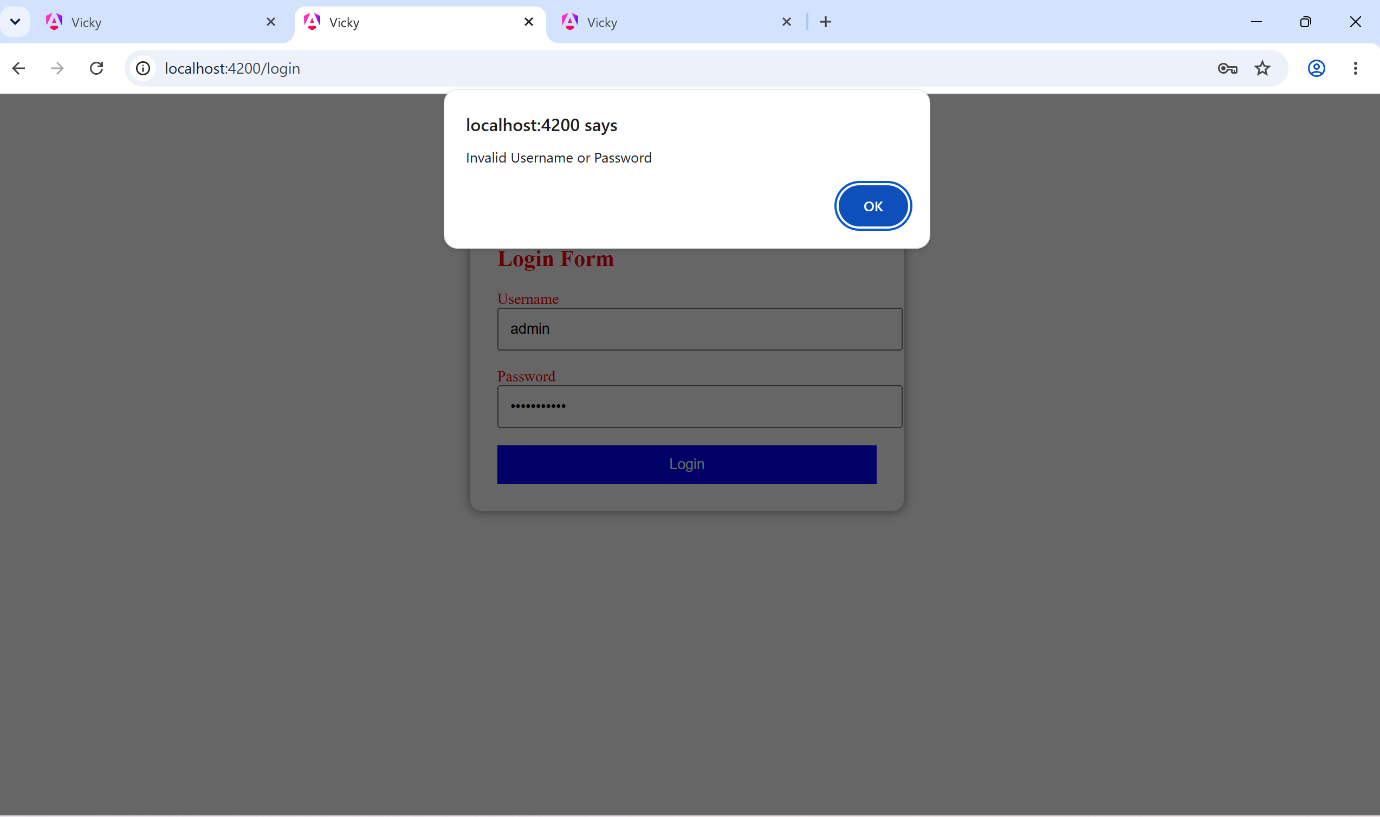 Vicky
Vicky
Vicky
localhost:4200/login
localhost:4200 says
Invalid Username or Password
OK
Login Form
Username
admin
Password
Login